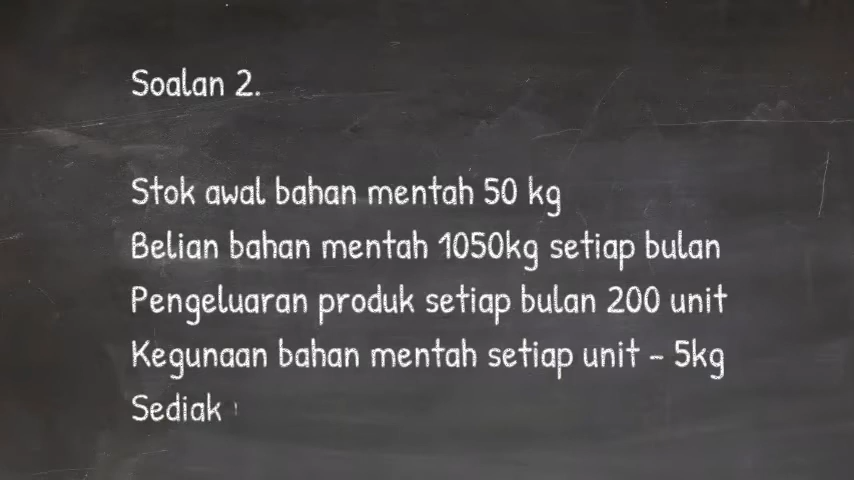 Soalan 2.
Stok awal bahan mentah 50 kg
Belian bahan mentah 1050kg setiap bulan
Pengeluaran produk setiap bulan 200 unit
Kegunaan bahan mentah setiap unit - 5kg
Sediak